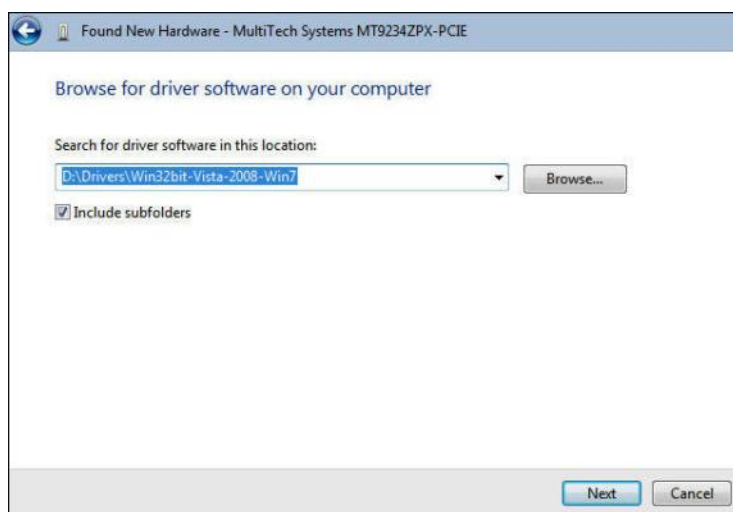 Found New Hardware - MultiTech Systems MT9234ZPX-PCIE
Browse for driver software on your computer
Search for driver software in this location:
D:\Drivers\Win32bit-Vista-2008-Win7
Browse...
Include subfolders
Next
Cancel